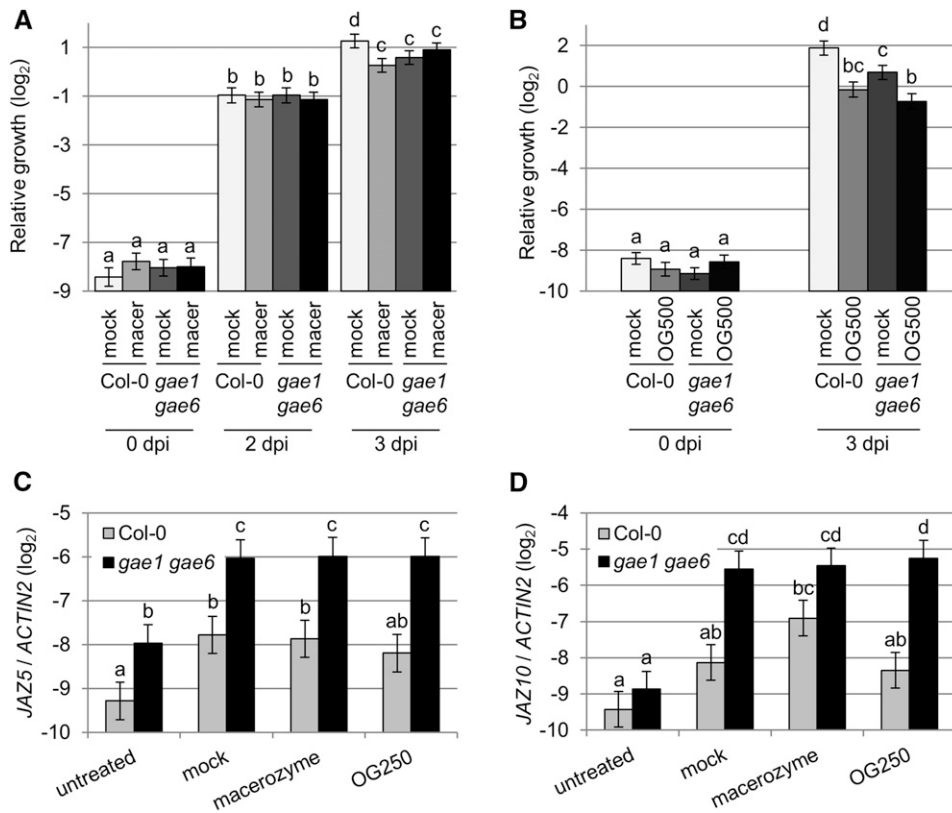 A
Relative growth (log2)
1
-1
-3
-5
-7
-9
a a a a
b b b b
d c c c
mock macer mock macer
mock macer mock macer
mock macer mock macer
Col-0 gae1 gae6
Col-0 gae1 gae6
Col-0 gae1 gae6
0 dpi 2 dpi 3 dpi
B
Relative growth (log2)
2
0
-2
-4
-6
-8
-10
a a a a
d bc c b
mock OG500 mock OG500
mock OG500 mock OG500
Col-0 gae1 gae6
Col-0 gae1 gae6
0 dpi 3 dpi
C
JAZ5 / ACTIN2 (log2)
-5
-6
-7
-8
-9
-10
Col-0
gae1 gae6
a b b c b c ab c
untreated mock macrozyme OG250
D
JAZ10 / ACTIN2 (log2)
-4
-5
-6
-7
-8
-9
-10
Col-0
gae1 gae6
a a ab cd bc cd ab d
untreated mock macerozyme OG250